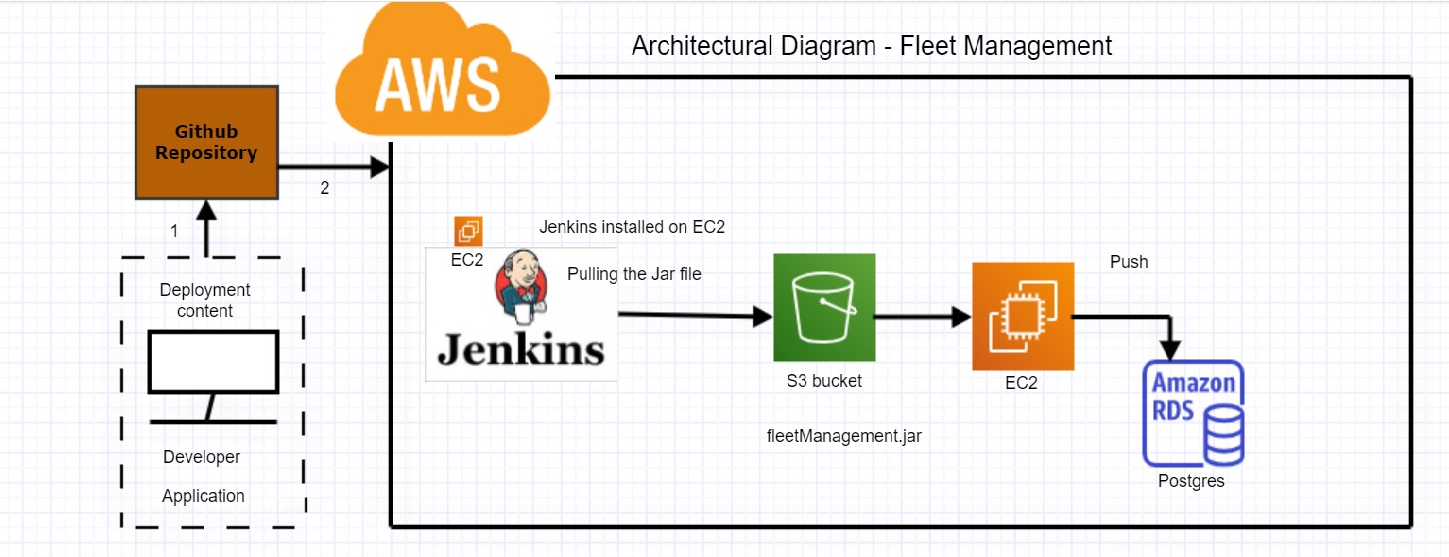 Architectural Diagram - Fleet Management
AWS
Github
Repository
2
1
Deployment
content
Developer
Application
EC2
Jenkins installed on EC2
Pulling the Jar file
Jenkins
S3 bucket
fleetManagement.jar
EC2
Push
Amazon
RDS
Postgres